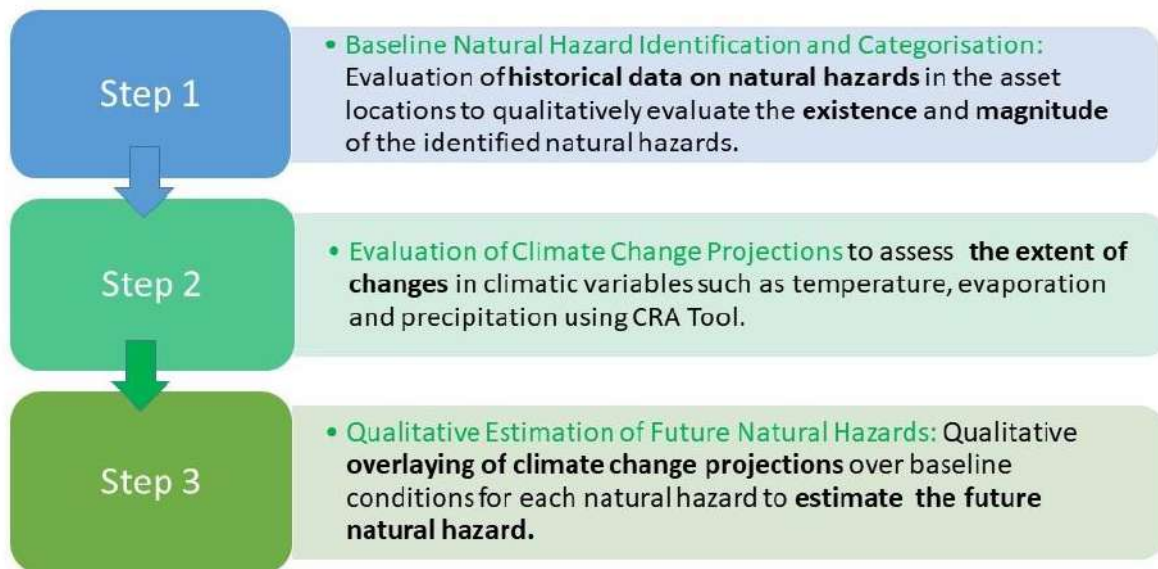 Step 1
• Baseline Natural Hazard Identification and Categorisation:
Evaluation of historical data on natural hazards in the asset
locations to qualitatively evaluate the existence and magnitude
of the identified natural hazards.
Step 2
• Evaluation of Climate Change Projections to assess the extent of
changes in climatic variables such as temperature, evaporation
and precipitation using CRA Tool.
Step 3
• Qualitative Estimation of Future Natural Hazards: Qualitative
overlaying of climate change projections over baseline
conditions for each natural hazard to estimate the future
natural hazard.